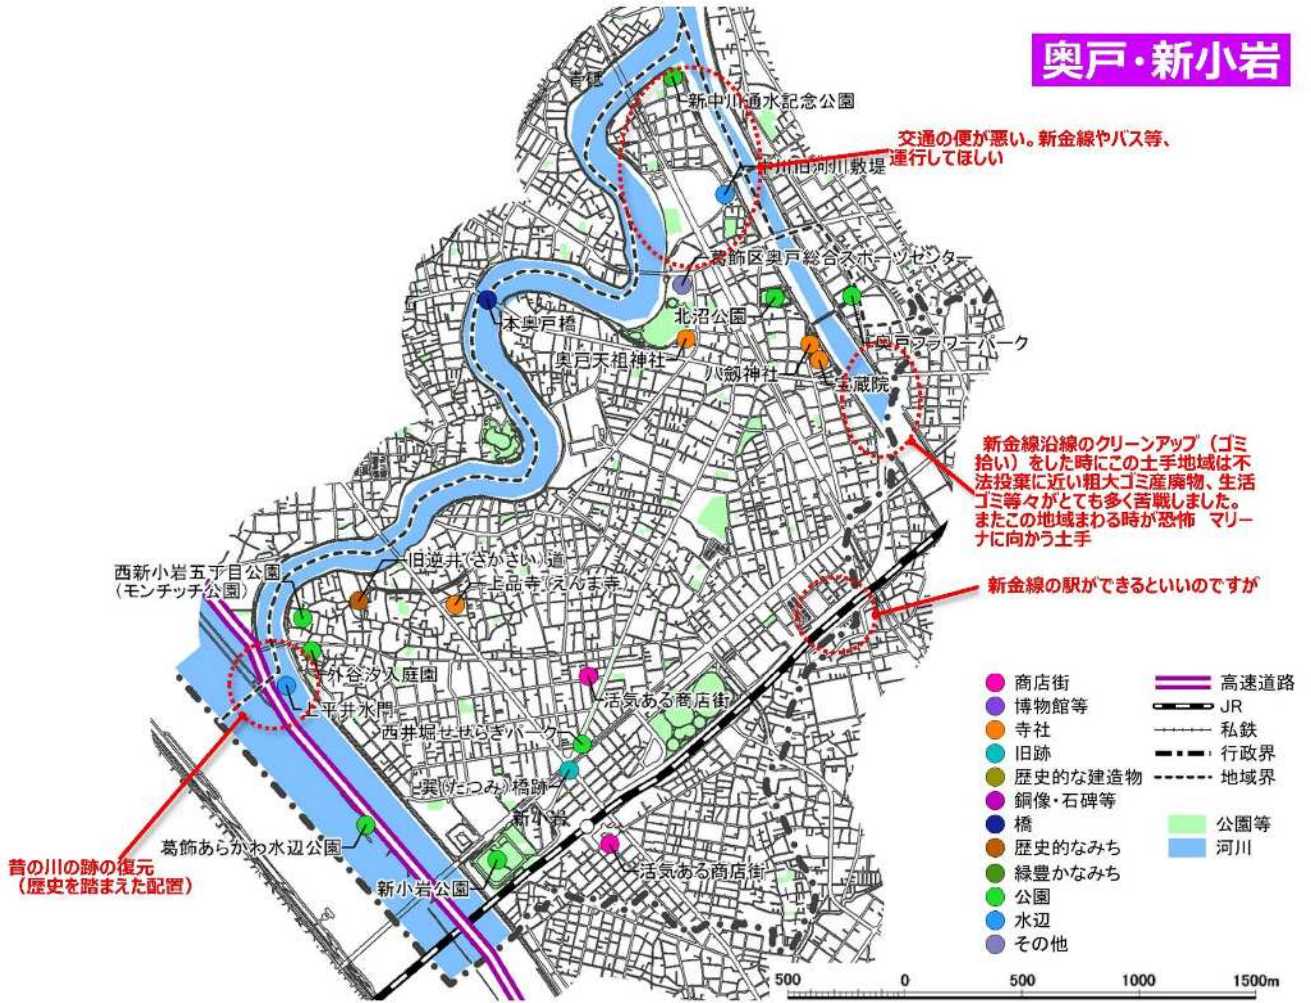 奥戸・新小岩
青砥
新中川通水記念公園
交通の便が悪い。新金線やバス等、
運行してほしい
中川旧河川敷堤
葛飾区奥戸総合スポーツセンター
北沼公園
本奥戸橋
奥戸天祖神社
奥戸フラワーパーク
八剱神社
宝蔵院
新金線沿線のクリーンアップ（ゴミ
拾い）をした時にこの土手地域は不
法投棄に近い粗大ゴミ産廃物、生活
ゴミ等々がとても多く苦戦しました。
またこの地域まわる時が恐怖　マリー
ナに向かう土手
旧逆井(さかさい)道
西新小岩五丁目公園
(モンチッチ公園)
上品寺(えんま寺)
新金線の駅ができるといいのですが
外谷汐入庭園
上平井水門
活気ある商店街
西井堀せせらぎパーク
巽(たつみ)橋跡
新小岩
葛飾あらかわ水辺公園
昔の川の跡の復元
（歴史を踏まえた配置）
新小岩公園
活気ある商店街
商店街
博物館等
寺社
旧跡
歴史的な建造物
銅像・石碑等
橋
歴史的なみち
緑豊かなみち
公園
水辺
その他
高速道路
JR
私鉄
行政界
地域界
公園等
河川
500 0 500 1000 1500m